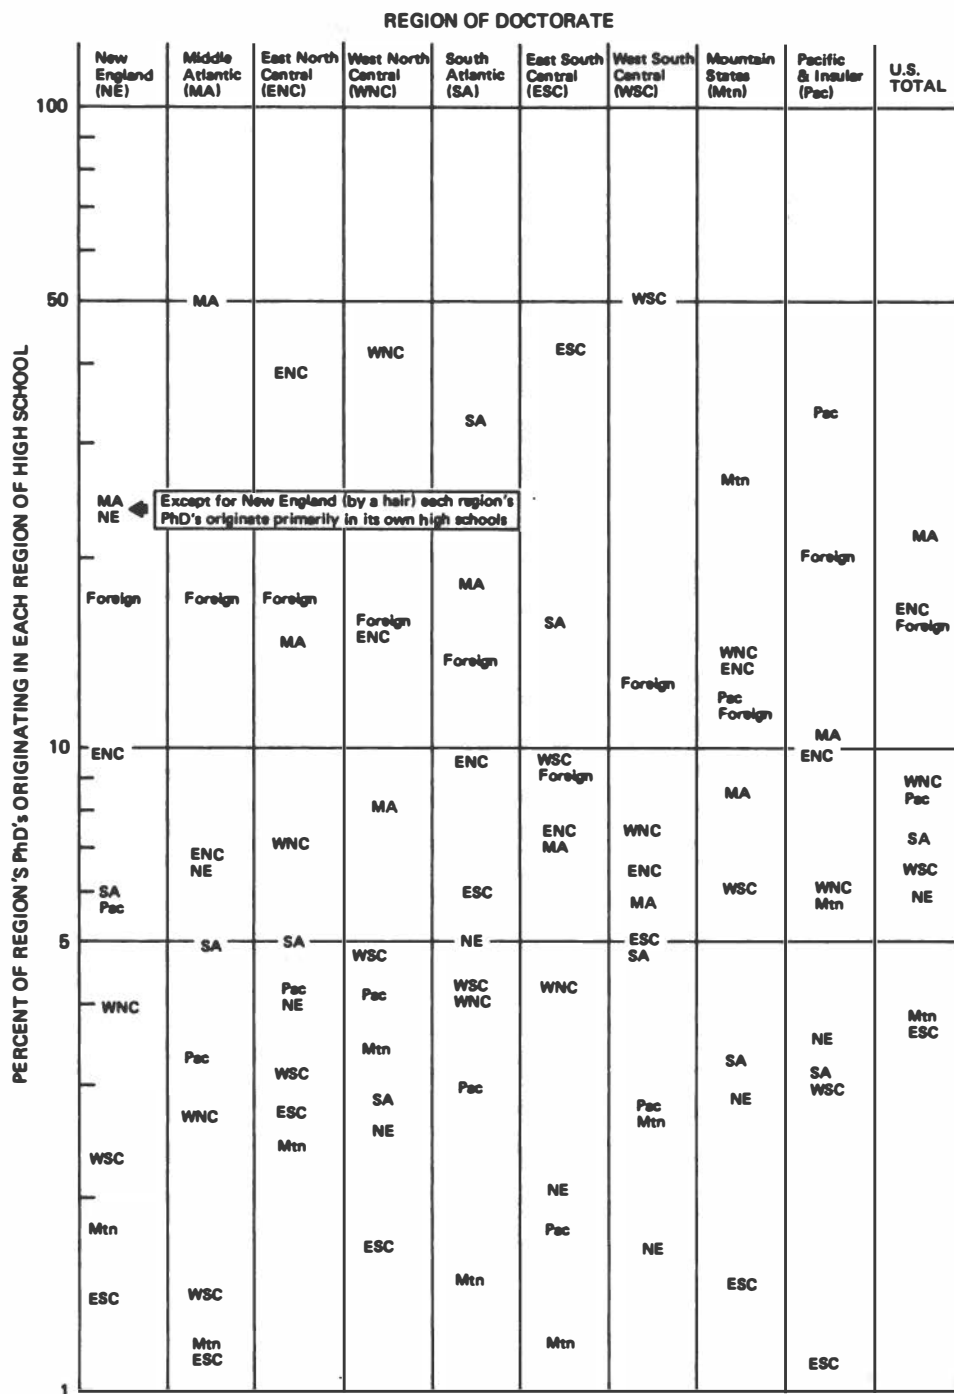 REGION OF DOCTORATE
New England (NE)
Middle Atlantic (MA)
East North Central (ENC)
West North Central (WNC)
South Atlantic (SA)
East South Central (ESC)
West South Central (WSC)
Mountain States (Mtn)
Pacific & Insular (Pac)
U.S. TOTAL
PERCENT OF REGION'S PhD's ORIGINATING IN EACH REGION OF HIGH SCHOOL
100
50
10
5
1
MA
NE
Except for New England (by a hair) each region's
PhD's originate primarily in its own high schools
Foreign
ENC
SA
Pac
WNC
WSC
Mtn
ESC
MA
Foreign
ENC
NE
SA
Pac
WNC
WSC
Mtn
ESC
ENC
Foreign
MA
WNC
SA
Pac
NE
WSC
ESC
Mtn
WNC
Foreign
ENC
MA
WSC
Pac
Mtn
SA
NE
ESC
SA
MA
Foreign
ENC
ESC
NE
WSC
WNC
Pac
Mtn
ESC
SA
WSC
Foreign
ENC
MA
WNC
NE
Pac
Mtn
WSC
Foreign
WNC
ENC
MA
ESC
SA
Pac
Mtn
NE
Mtn
WNC
ENC
Pac
Foreign
MA
WSC
SA
NE
ESC
Pac
Foreign
MA
ENC
WNC
Mtn
NE
SA
WSC
ESC
MA
ENC
Foreign
WNC
Pac
SA
WSC
NE
Mtn
ESC